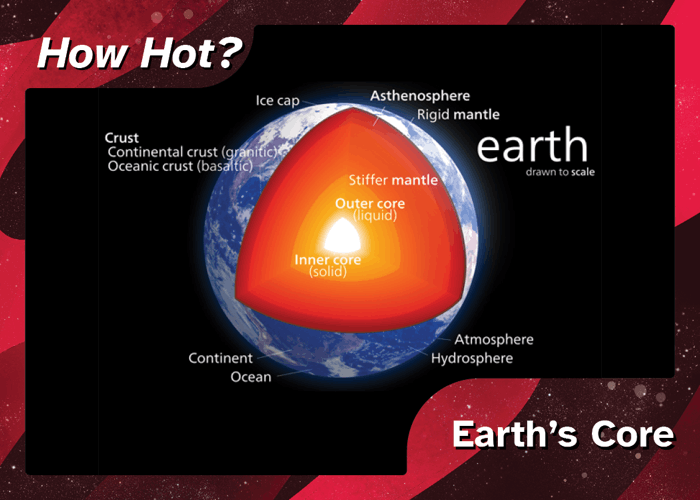 How Hot?
Ice cap
Asthenosphere
Rigid mantle
Crust
Continental crust (granitic)
Oceanic crust (basaltic)
earth
drawn to scale
Stiffer mantle
Outer core
(liquid)
Inner core
(solid)
Atmosphere
Hydrosphere
Continent
Ocean
Earth's Core